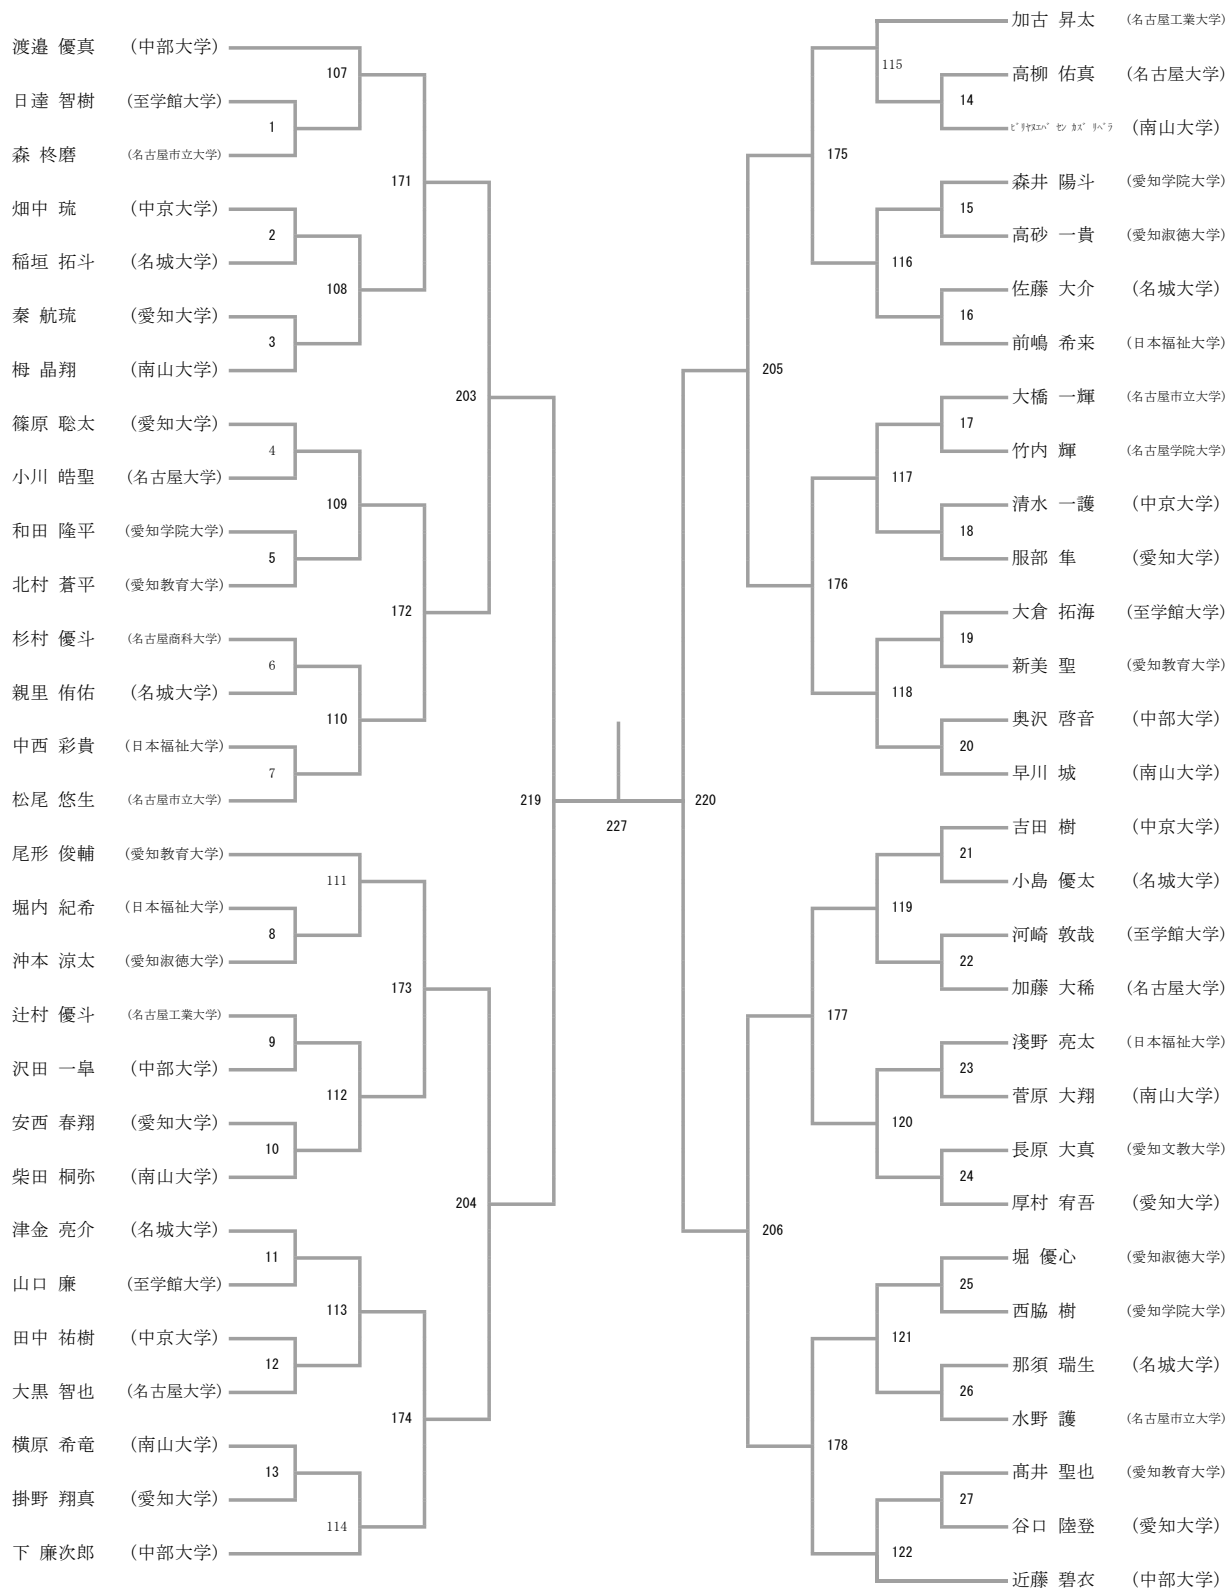 渡邉 優真 (中部大学)
107
日達 智樹 (至学館大学)
1
森 柊磨 (名古屋市立大学)
171
畑中 琉 (中京大学)
2
稲垣 拓斗 (名城大学)
108
秦 航琉 (愛知大学)
3
栂 晶翔 (南山大学)
203
篠原 聡太 (愛知大学)
4
小川 皓聖 (名古屋大学)
109
和田 隆平 (愛知学院大学)
5
北村 蒼平 (愛知教育大学)
172
杉村 優斗 (名古屋商科大学)
6
親里 侑佑 (名城大学)
110
中西 彩貴 (日本福祉大学)
7
松尾 悠生 (名古屋市立大学)
219
尾形 俊輔 (愛知教育大学)
111
堀内 紀希 (日本福祉大学)
8
沖本 涼太 (愛知淑徳大学)
173
辻村 優斗 (名古屋工業大学)
9
沢田 一皐 (中部大学)
112
安西 春翔 (愛知大学)
10
柴田 桐弥 (南山大学)
204
津金 亮介 (名城大学)
11
山口 廉 (至学館大学)
113
田中 祐樹 (中京大学)
12
大黒 智也 (名古屋大学)
174
横原 希竜 (南山大学)
13
掛野 翔真 (愛知大学)
114
下 廉次郎 (中部大学)
227
加古 昇太 (名古屋工業大学)
115
高柳 佑真 (名古屋大学)
14
ﾋﾞﾘﾔﾇｴﾊﾞ ｾﾝ ｶｽﾞ ﾘﾍﾞﾗ (南山大学)
175
森井 陽斗 (愛知学院大学)
15
高砂 一貴 (愛知淑徳大学)
116
佐藤 大介 (名城大学)
16
前嶋 希来 (日本福祉大学)
205
大橋 一輝 (名古屋市立大学)
17
竹内 輝 (名古屋学院大学)
117
清水 一護 (中京大学)
18
服部 隼 (愛知大学)
176
大倉 拓海 (至学館大学)
19
新美 聖 (愛知教育大学)
118
奥沢 啓音 (中部大学)
20
早川 城 (南山大学)
220
吉田 樹 (中京大学)
21
小島 優太 (名城大学)
119
河崎 敦哉 (至学館大学)
22
加藤 大稀 (名古屋大学)
177
淺野 亮太 (日本福祉大学)
23
菅原 大翔 (南山大学)
120
長原 大真 (愛知文教大学)
24
厚村 宥吾 (愛知大学)
206
堀 優心 (愛知淑徳大学)
25
西脇 樹 (愛知学院大学)
121
那須 瑞生 (名城大学)
26
水野 護 (名古屋市立大学)
178
髙井 聖也 (愛知教育大学)
27
谷口 陸登 (愛知大学)
122
近藤 碧衣 (中部大学)